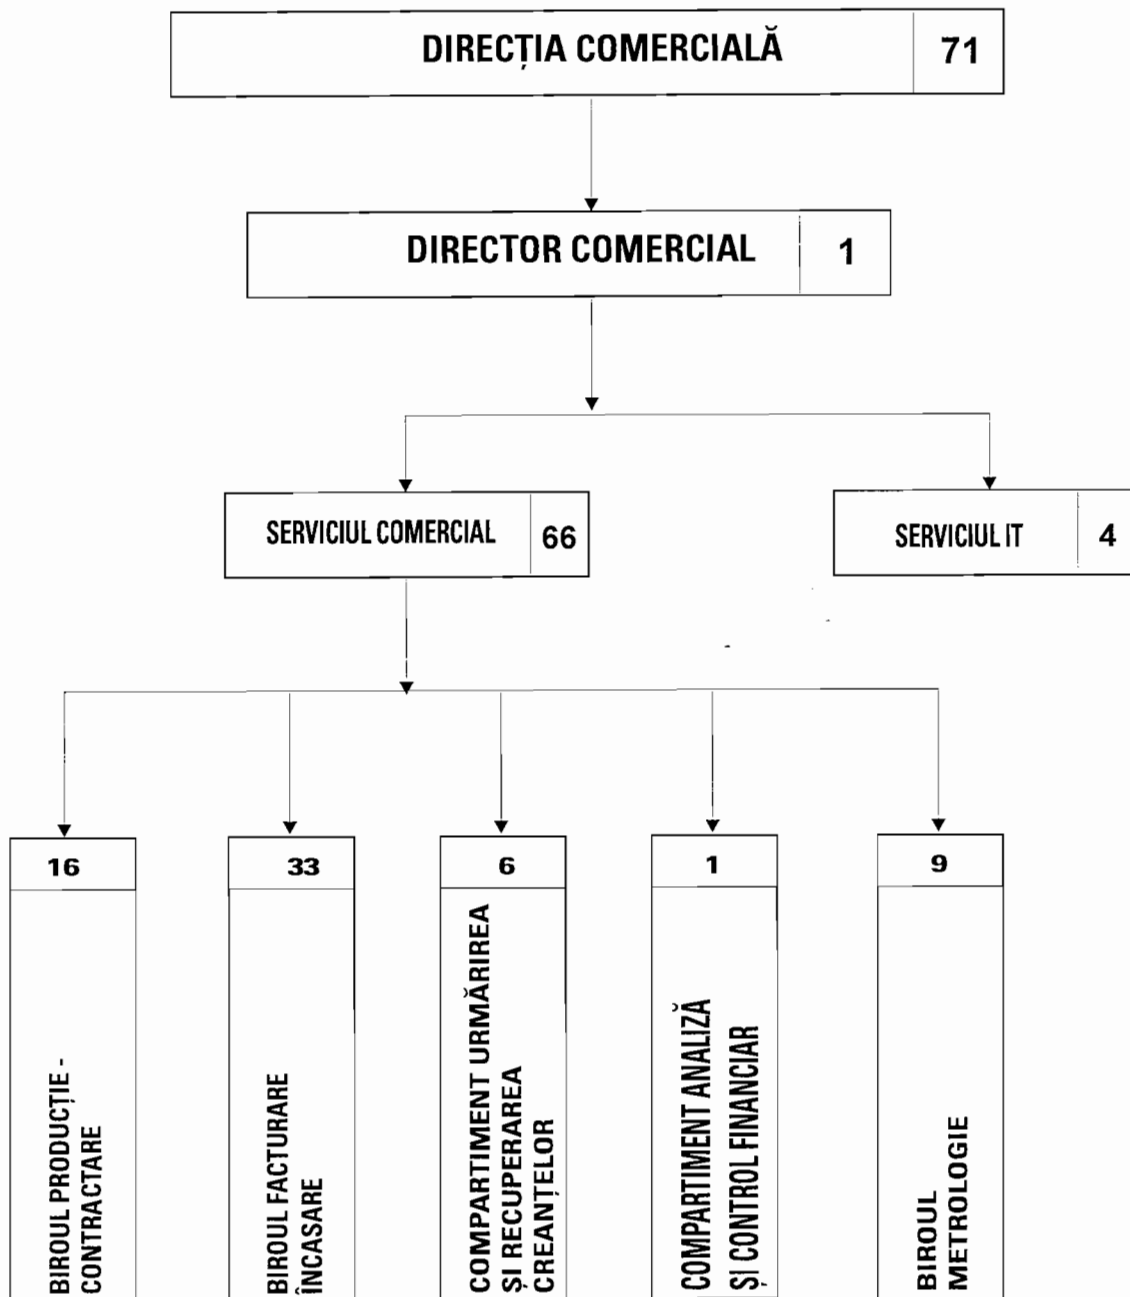 DIRECȚIA COMERCIALĂ 71
DIRECTOR COMERCIAL 1
SERVICIUL COMERCIAL 66
SERVICIUL IT 4
16
BIROUL PRODUCȚIE -
CONTRACTARE
33
BIROUL FACTURARE
ÎNCASARE
6
COMPARTIMENT URMĂRIREA
ȘI RECUPERAREA
CREANȚELOR
1
COMPARTIMENT ANALIZĂ
ȘI CONTROL FINANCIAR
9
BIROUL
METROLOGIE